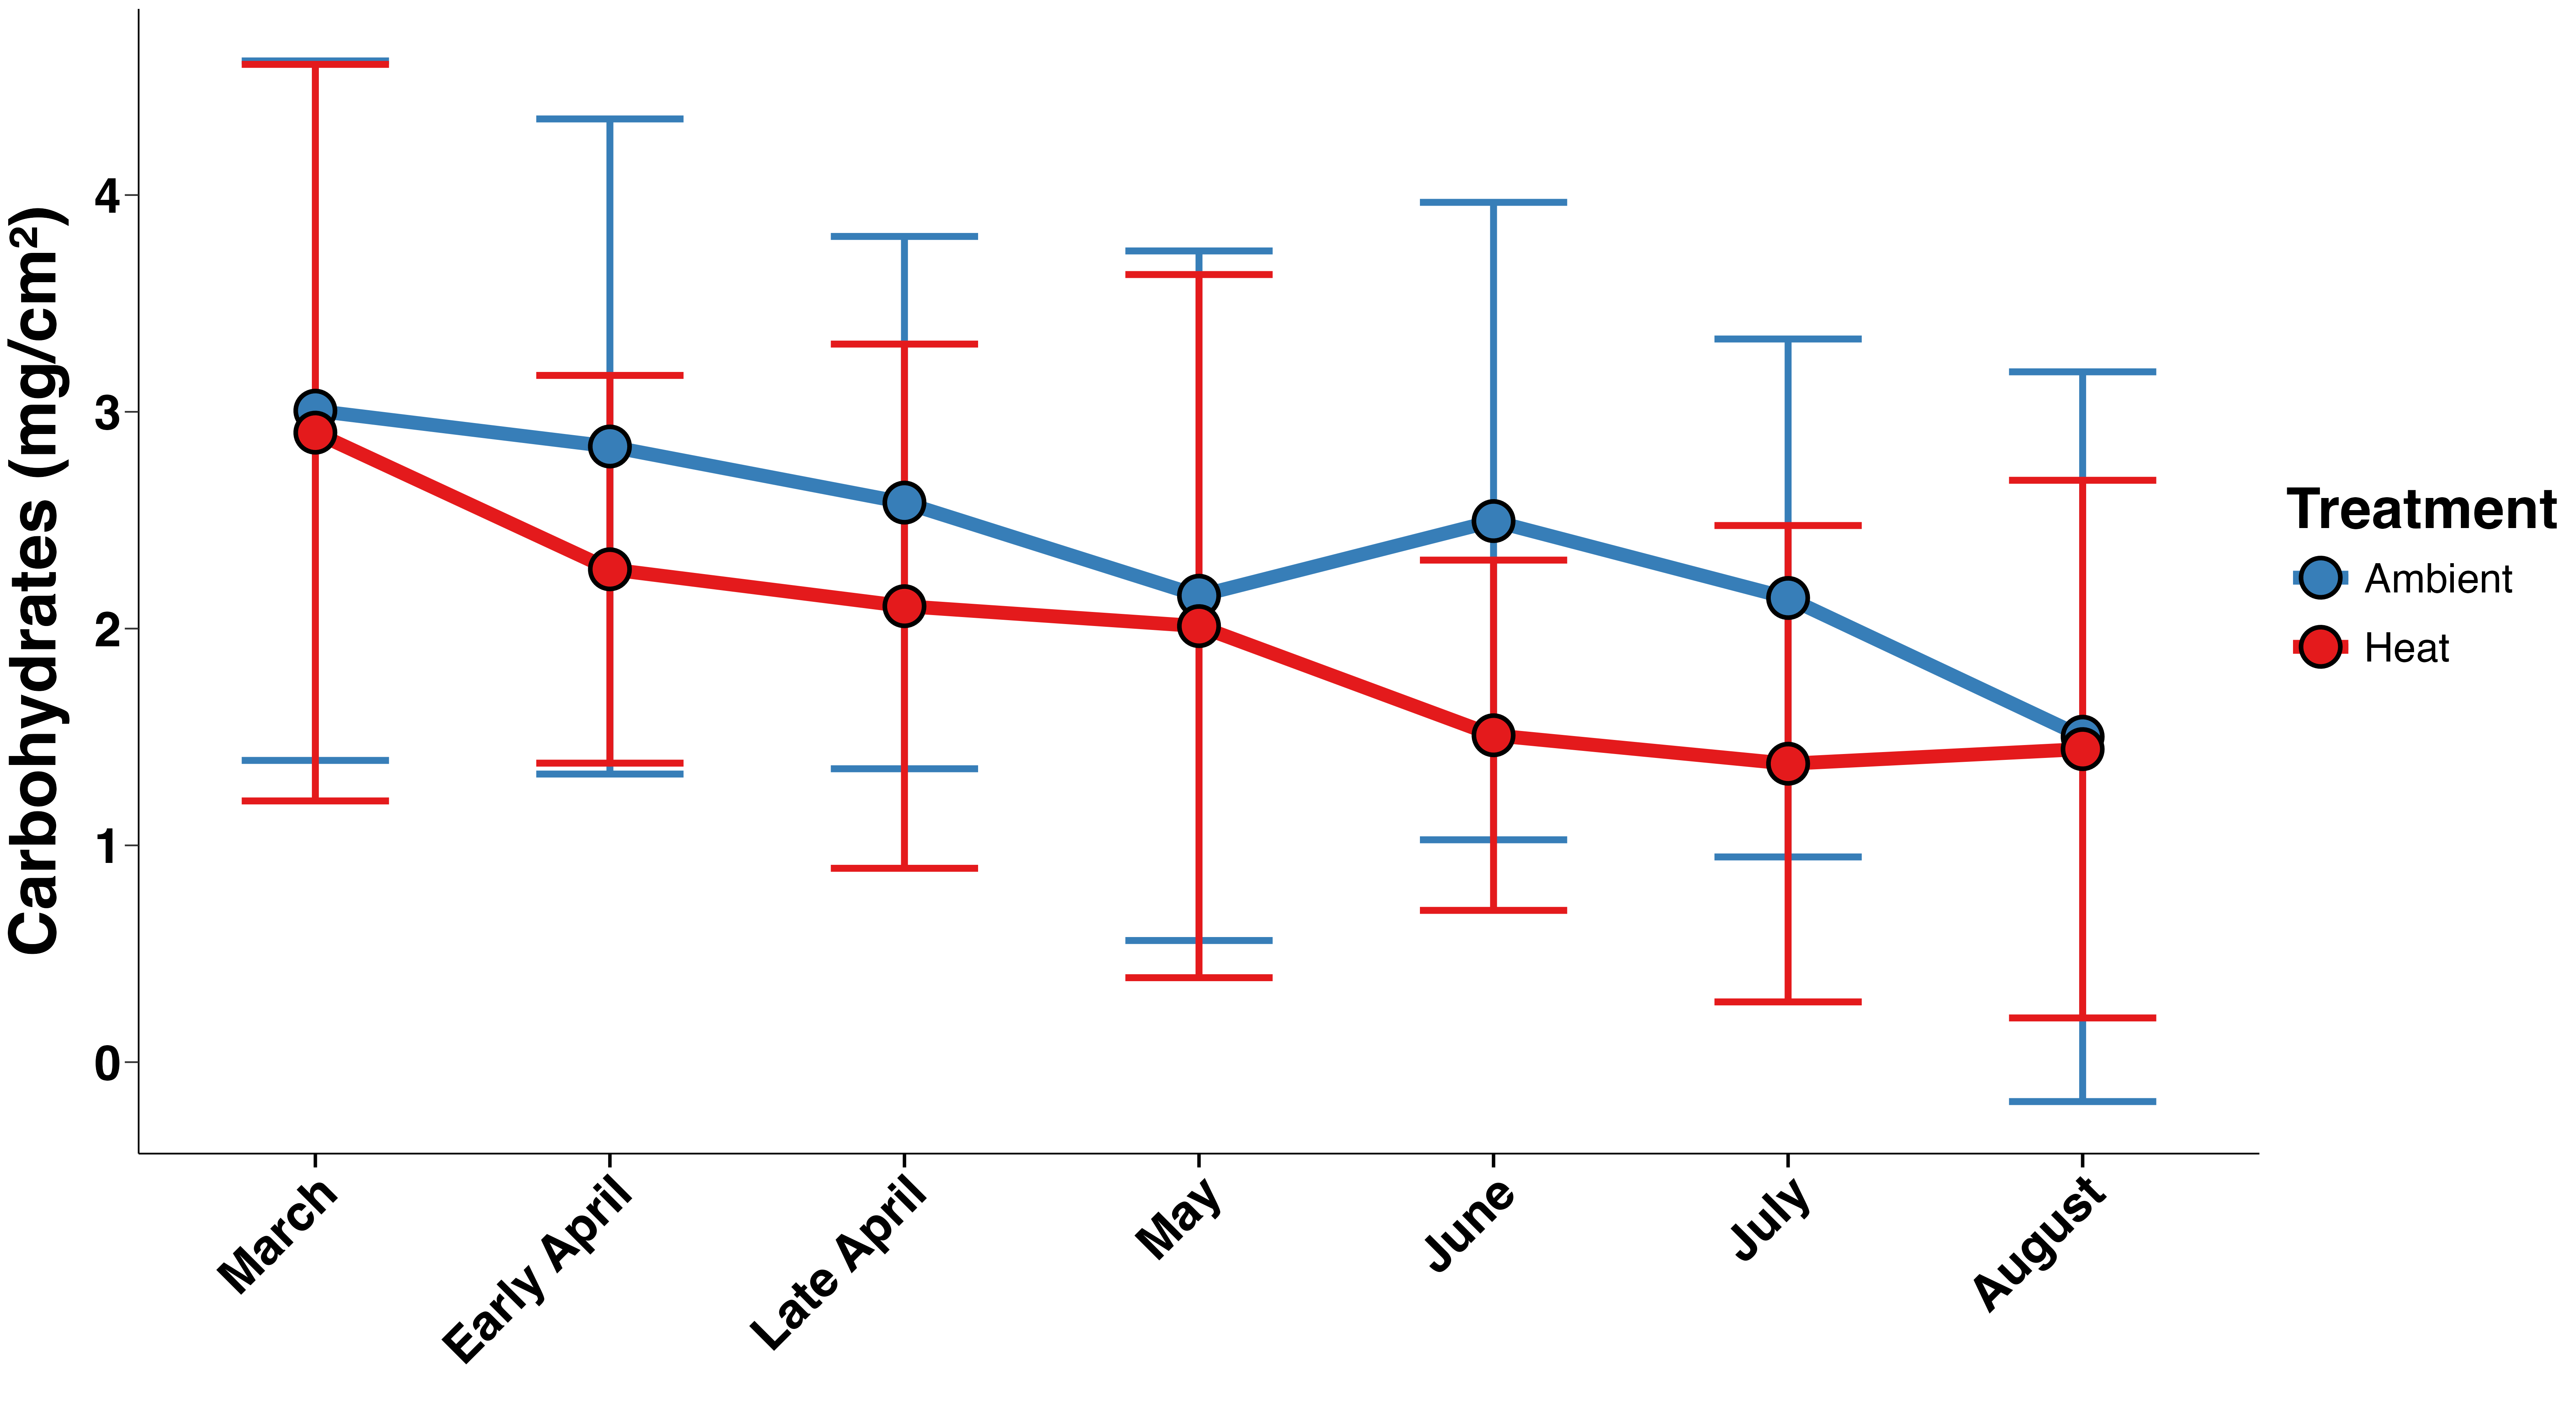 Carbohydrates (mg/cm²)
4
3
2
1
0
March
Early April
Late April
May
June
July
August
Treatment
Ambient
Heat